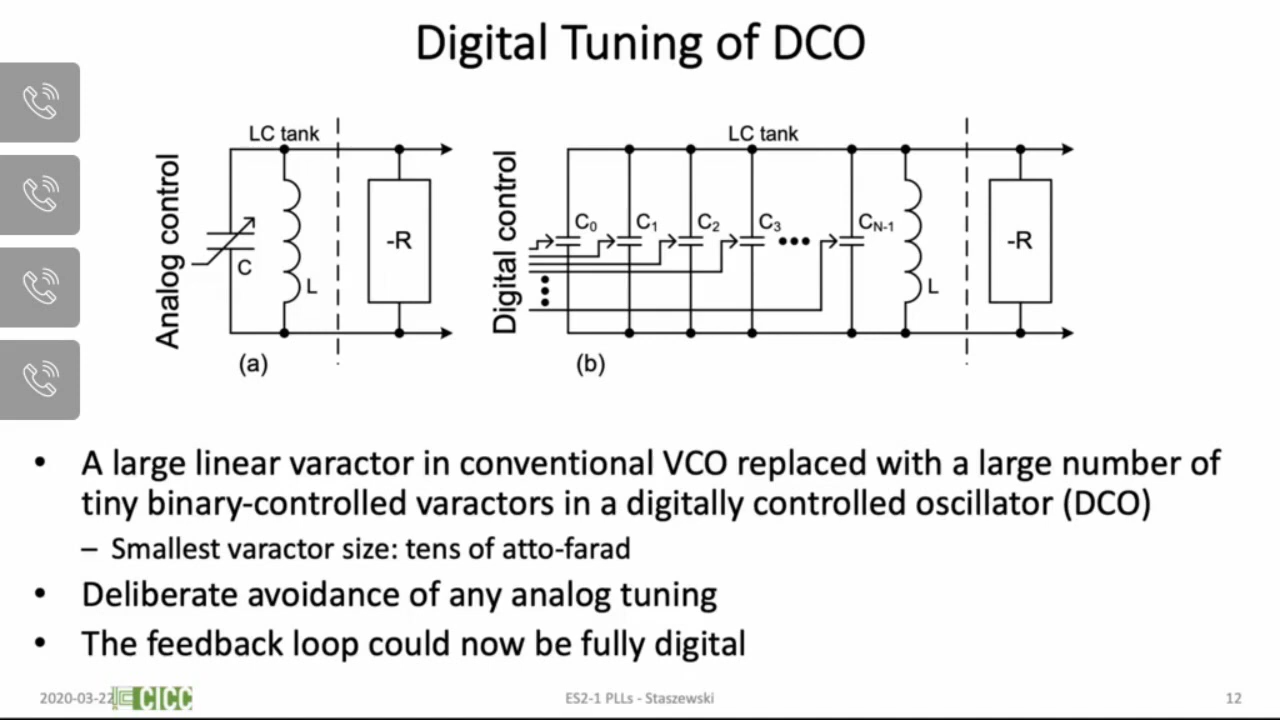 Digital Tuning of DCO
LC tank
Analog control
C
L
-R
(a)
LC tank
Digital control
C₀
C₁
C₂
C₃
•••
C_N-1
L
-R
(b)
• A large linear varactor in conventional VCO replaced with a large number of
tiny binary-controlled varactors in a digitally controlled oscillator (DCO)
– Smallest varactor size: tens of atto-farad
• Deliberate avoidance of any analog tuning
• The feedback loop could now be fully digital
2020-03-22 CICC
ES2-1 PLLs - Staszewski
12